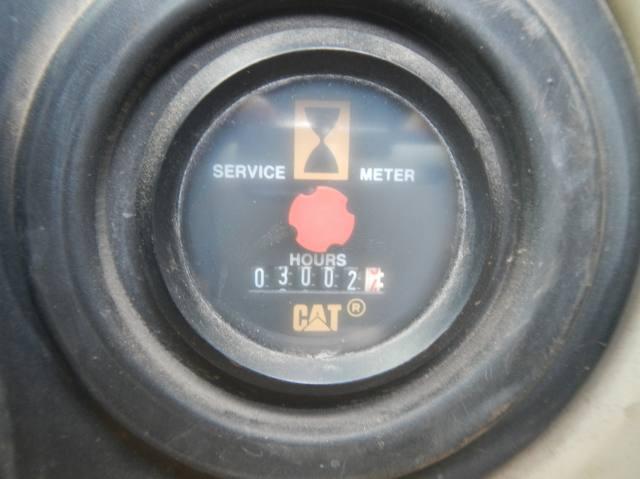 SERVICE METER
HOURS
03002
CAT ®